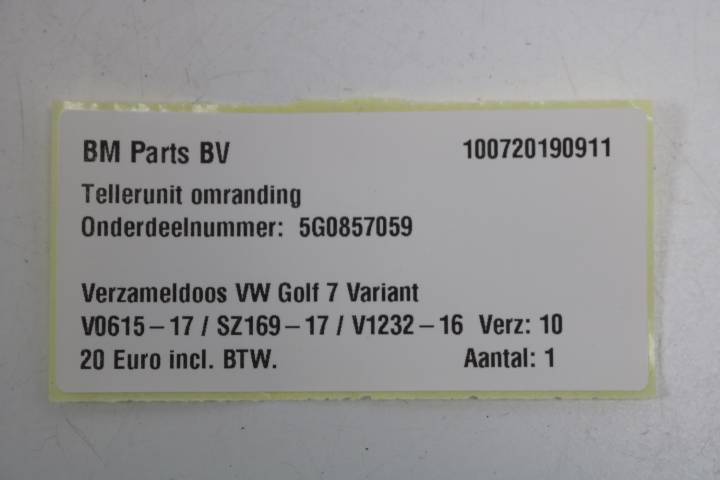 BM Parts BV 100720190911
Tellerunit omranding
Onderdeelnummer: 5G0857059
Verzameldoos VW Golf 7 Variant
V0615-17 / SZ169-17 / V1232-16 Verz: 10
20 Euro incl. BTW. Aantal: 1